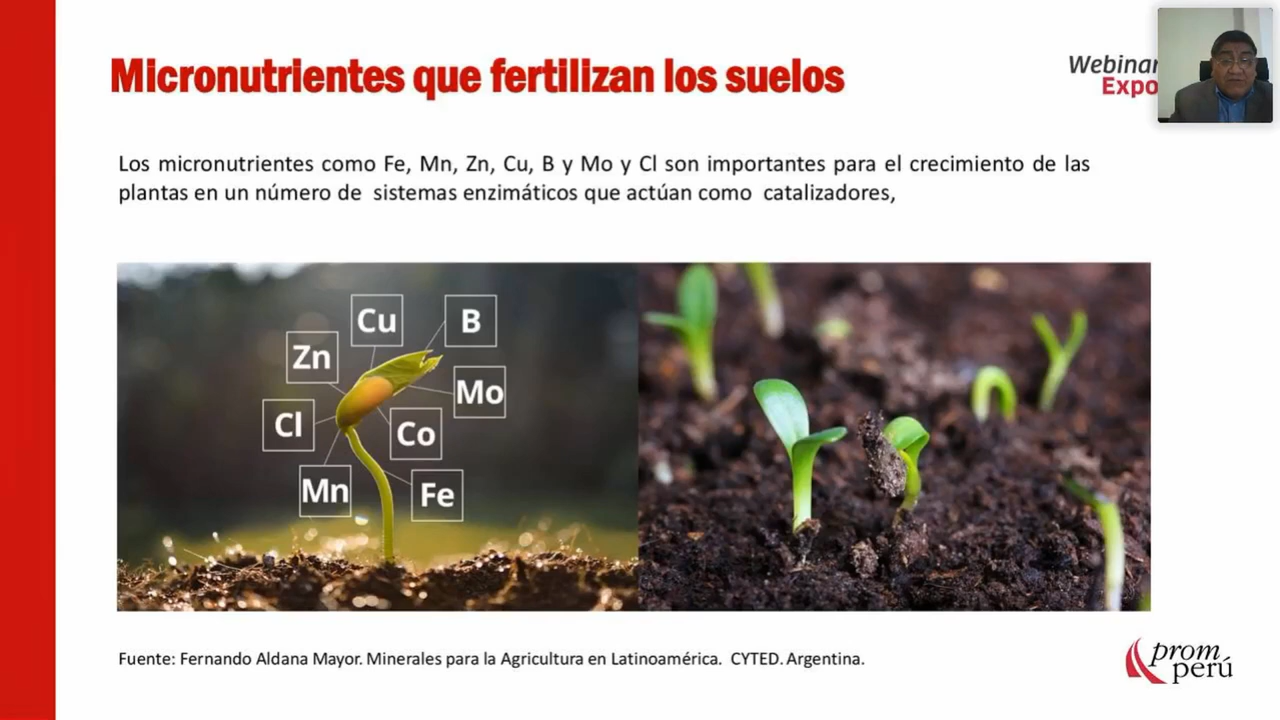 Micronutrientes que fertilizan los suelos
Webinar
Expo
Los micronutrientes como Fe, Mn, Zn, Cu, B y Mo y Cl son importantes para el crecimiento de las
plantas en un número de sistemas enzimáticos que actúan como catalizadores,
Cu
B
Zn
Mo
Cl
Co
Mn
Fe
Fuente: Fernando Aldana Mayor. Minerales para la Agricultura en Latinoamérica. CYTED. Argentina.
prom
perú